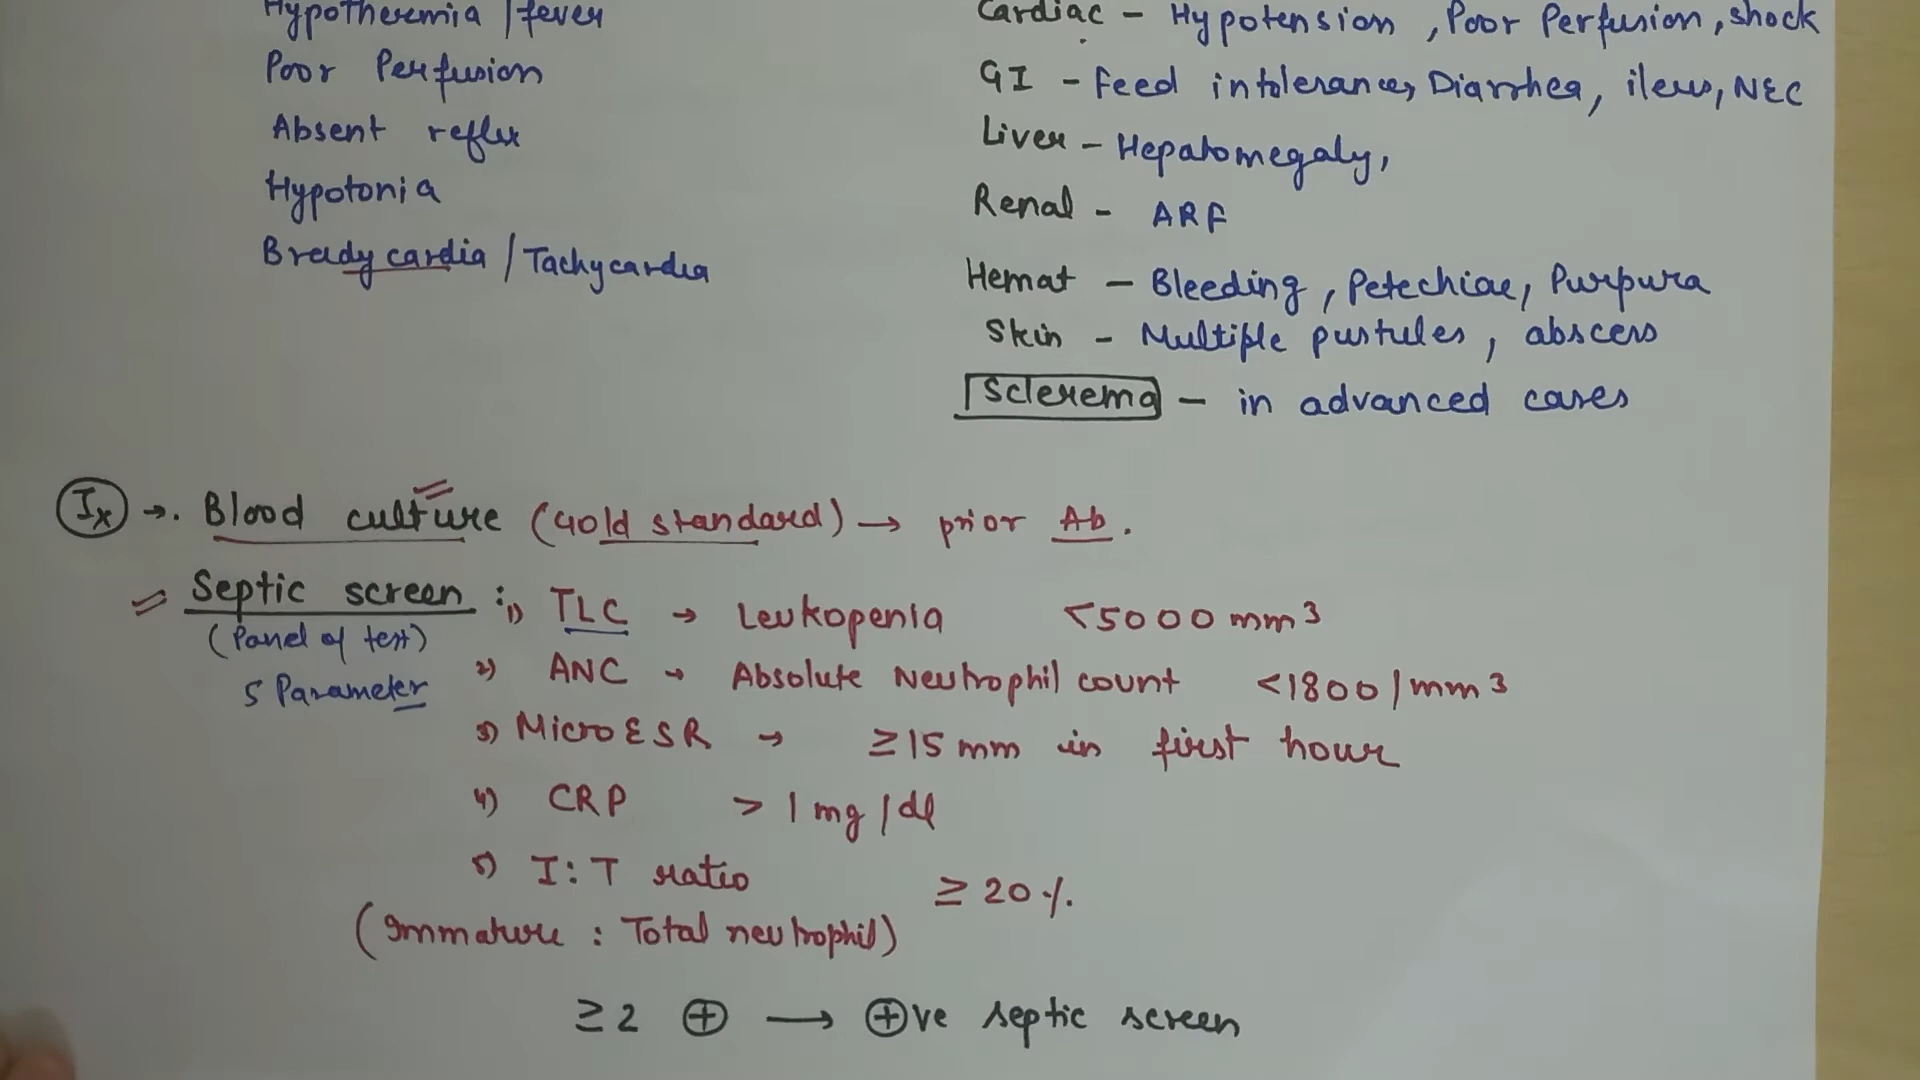 Hypothermia / fever
Poor Perfusion
Absent reflex
Hypotonia
Bradycardia / Tachycardia
Cardiac - Hypotension, Poor Perfusion, shock
GI - Feed intolerance, Diarrhea, ileus, NEC
Liver - Hepatomegaly,
Renal - ARF
Hemat - Bleeding, Petechiae, Purpura
Skin - Multiple pustules, abscess
Sclerema - in advanced cases
Ix → . Blood culture (Gold standard) → prior Ab.
Septic screen : 1) TLC → Leukopenia <5000 mm3
(Panel of test)
5 Parameter
2) ANC → Absolute Neutrophil count <1800/mm3
3) Micro ESR → ≥15 mm in first hour
4) CRP > 1 mg/dl
5) I:T ratio ≥ 20%.
(Immature : Total neutrophil)
≥2 ⊕ → ⊕ve septic screen